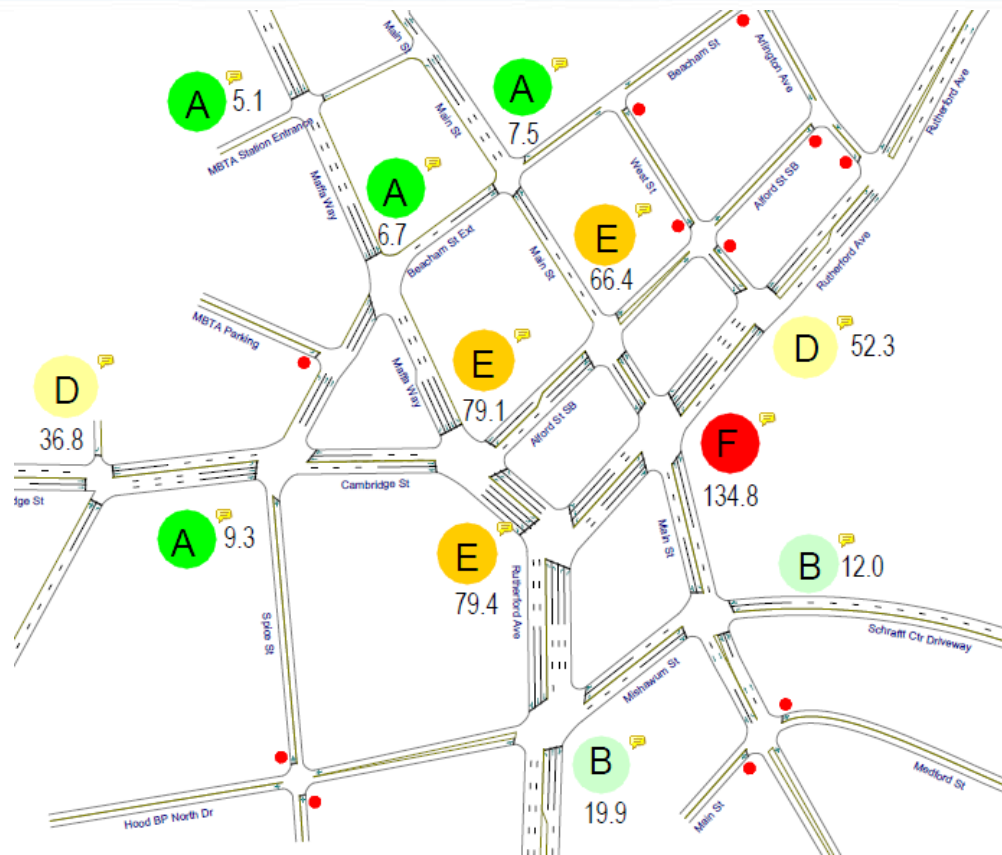 Main St
Beacham St
Arlington Ave
Rutherford Ave
A
5.1
MBTA Station Entrance
A
7.5
Main St
Maffa Way
A
6.7
West St
Alford St SB
Beacham St Ext
Main St
E
66.4
Rutherford Ave
MBTA Parking
D
52.3
D
36.8
Maffa Way
E
79.1
Alford St SB
F
134.8
dge St
Cambridge St
A
9.3
E
79.4
Rutherford Ave
Main St
B
12.0
Schrafft Ctr Driveway
Spice St
Mishawum St
B
19.9
Medford St
Main St
Hood BP North Dr